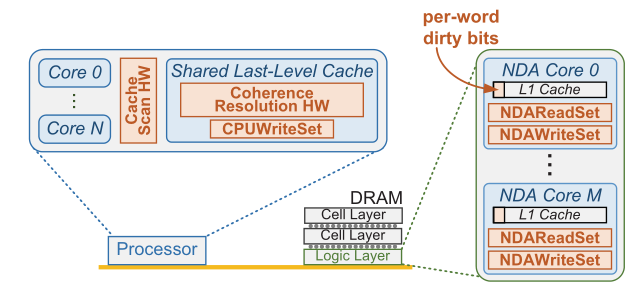 per-word
dirty bits
Core 0
⋮
Core N
Cache
Scan HW
Shared Last-Level Cache
Coherence
Resolution HW
CPUWriteSet
NDA Core 0
L1 Cache
NDAReadSet
NDAWriteSet
⋮
NDA Core M
L1 Cache
NDAReadSet
NDAWriteSet
DRAM
Cell Layer
Cell Layer
Logic Layer
Processor